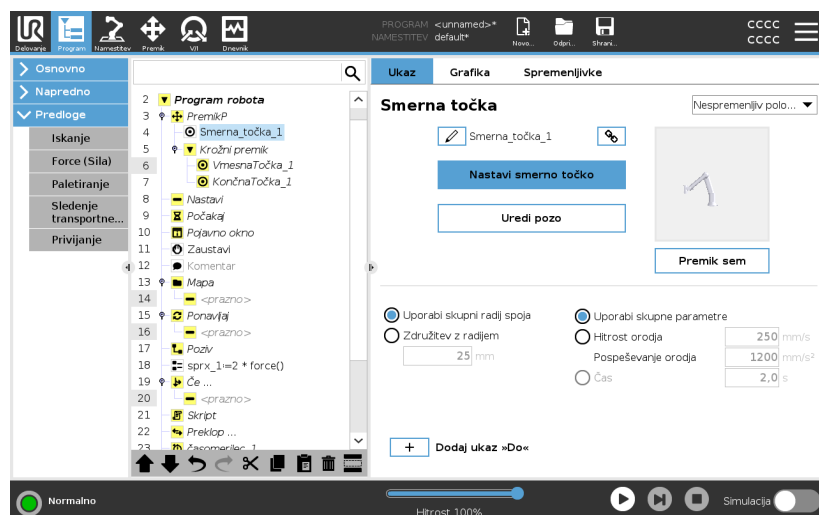 PROGRAM <unnamed>*
NAMESTITEV default*
Delovanje
Program
Namestitev
Premik
V/I
Dnevnik
Novo...
Odpri...
Shrani...
CCCC
CCCC
Osnovno
Napredno
Predloge
Iskanje
Force (Sila)
Paletiranje
Sledenje
transportne...
Privijanje
2 Program robota
3 PremikP
4 Smerna_točka_1
5 Krožni premik
6 VmesnaTočka_1
7 KončnaTočka_1
8 Nastavi
9 Počakaj
10 Pojavno okno
11 Zaustavi
12 Komentar
13 Mapa
14 <prazno>
15 Ponavljaj
16 <prazno>
17 Poziv
18 sprx_1:=2 * force()
19 Če ...
20 <prazno>
21 Skript
22 Preklop ...
23 časomerilec_1
Ukaz
Grafika
Spremenljivke
Smerna točka
Nespremenljiv polo...
Smerna_točka_1
Nastavi smerno točko
Uredi pozo
Premik sem
Uporabi skupni radij spoja
Združitev z radijem
25 mm
Uporabi skupne parametre
Hitrost orodja 250 mm/s
Pospeševanje orodja 1200 mm/s²
Čas 2,0 s
+ Dodaj ukaz »Do«
Normalno
Hitrost 100%
Simulacija